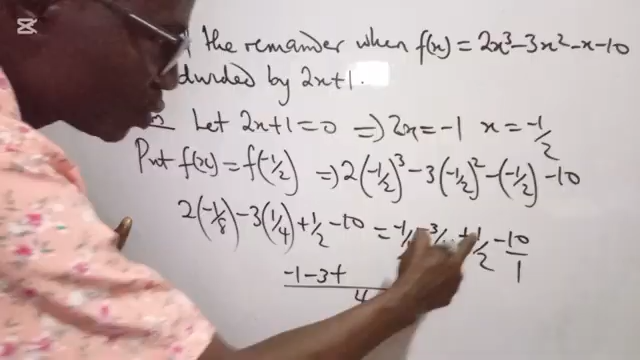 the remainder when f(x) = 2x³-3x²-x-10
divided by 2x+1.
Let 2x+1=0 => 2x=-1 x=-1/2
Put f(x)=f(-1/2) => 2(-1/2)³-3(-1/2)²-(-1/2)-10
2(-1/8)-3(1/4)+1/2-10 = -1/ -3/ +1/2 -10/1
-1-3+
4